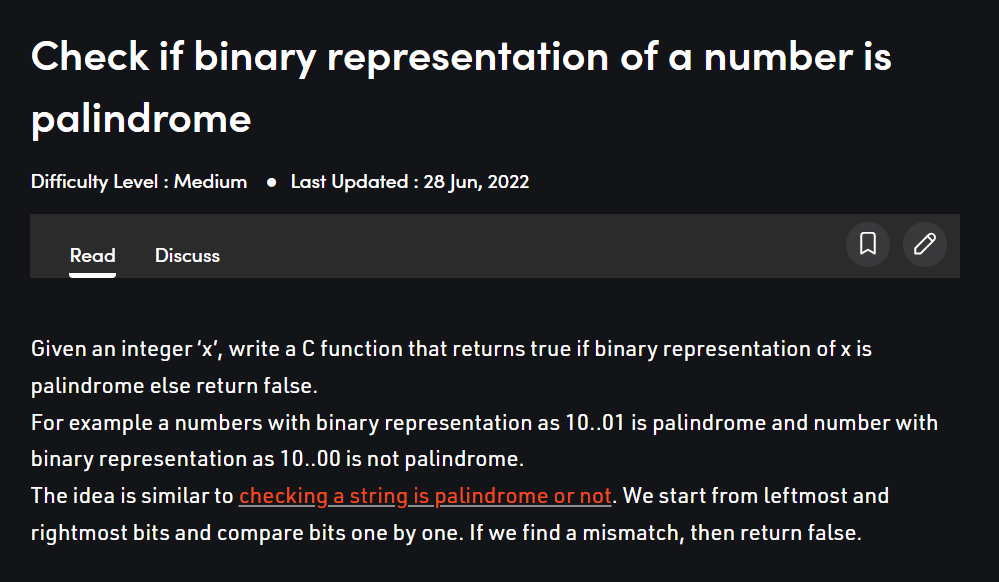 Check if binary representation of a number is
palindrome
Difficulty Level : Medium ● Last Updated : 28 Jun, 2022
Read Discuss
Given an integer ‘x’, write a C function that returns true if binary representation of x is
palindrome else return false.
For example a numbers with binary representation as 10..01 is palindrome and number with
binary representation as 10..00 is not palindrome.
The idea is similar to checking a string is palindrome or not. We start from leftmost and
rightmost bits and compare bits one by one. If we find a mismatch, then return false.